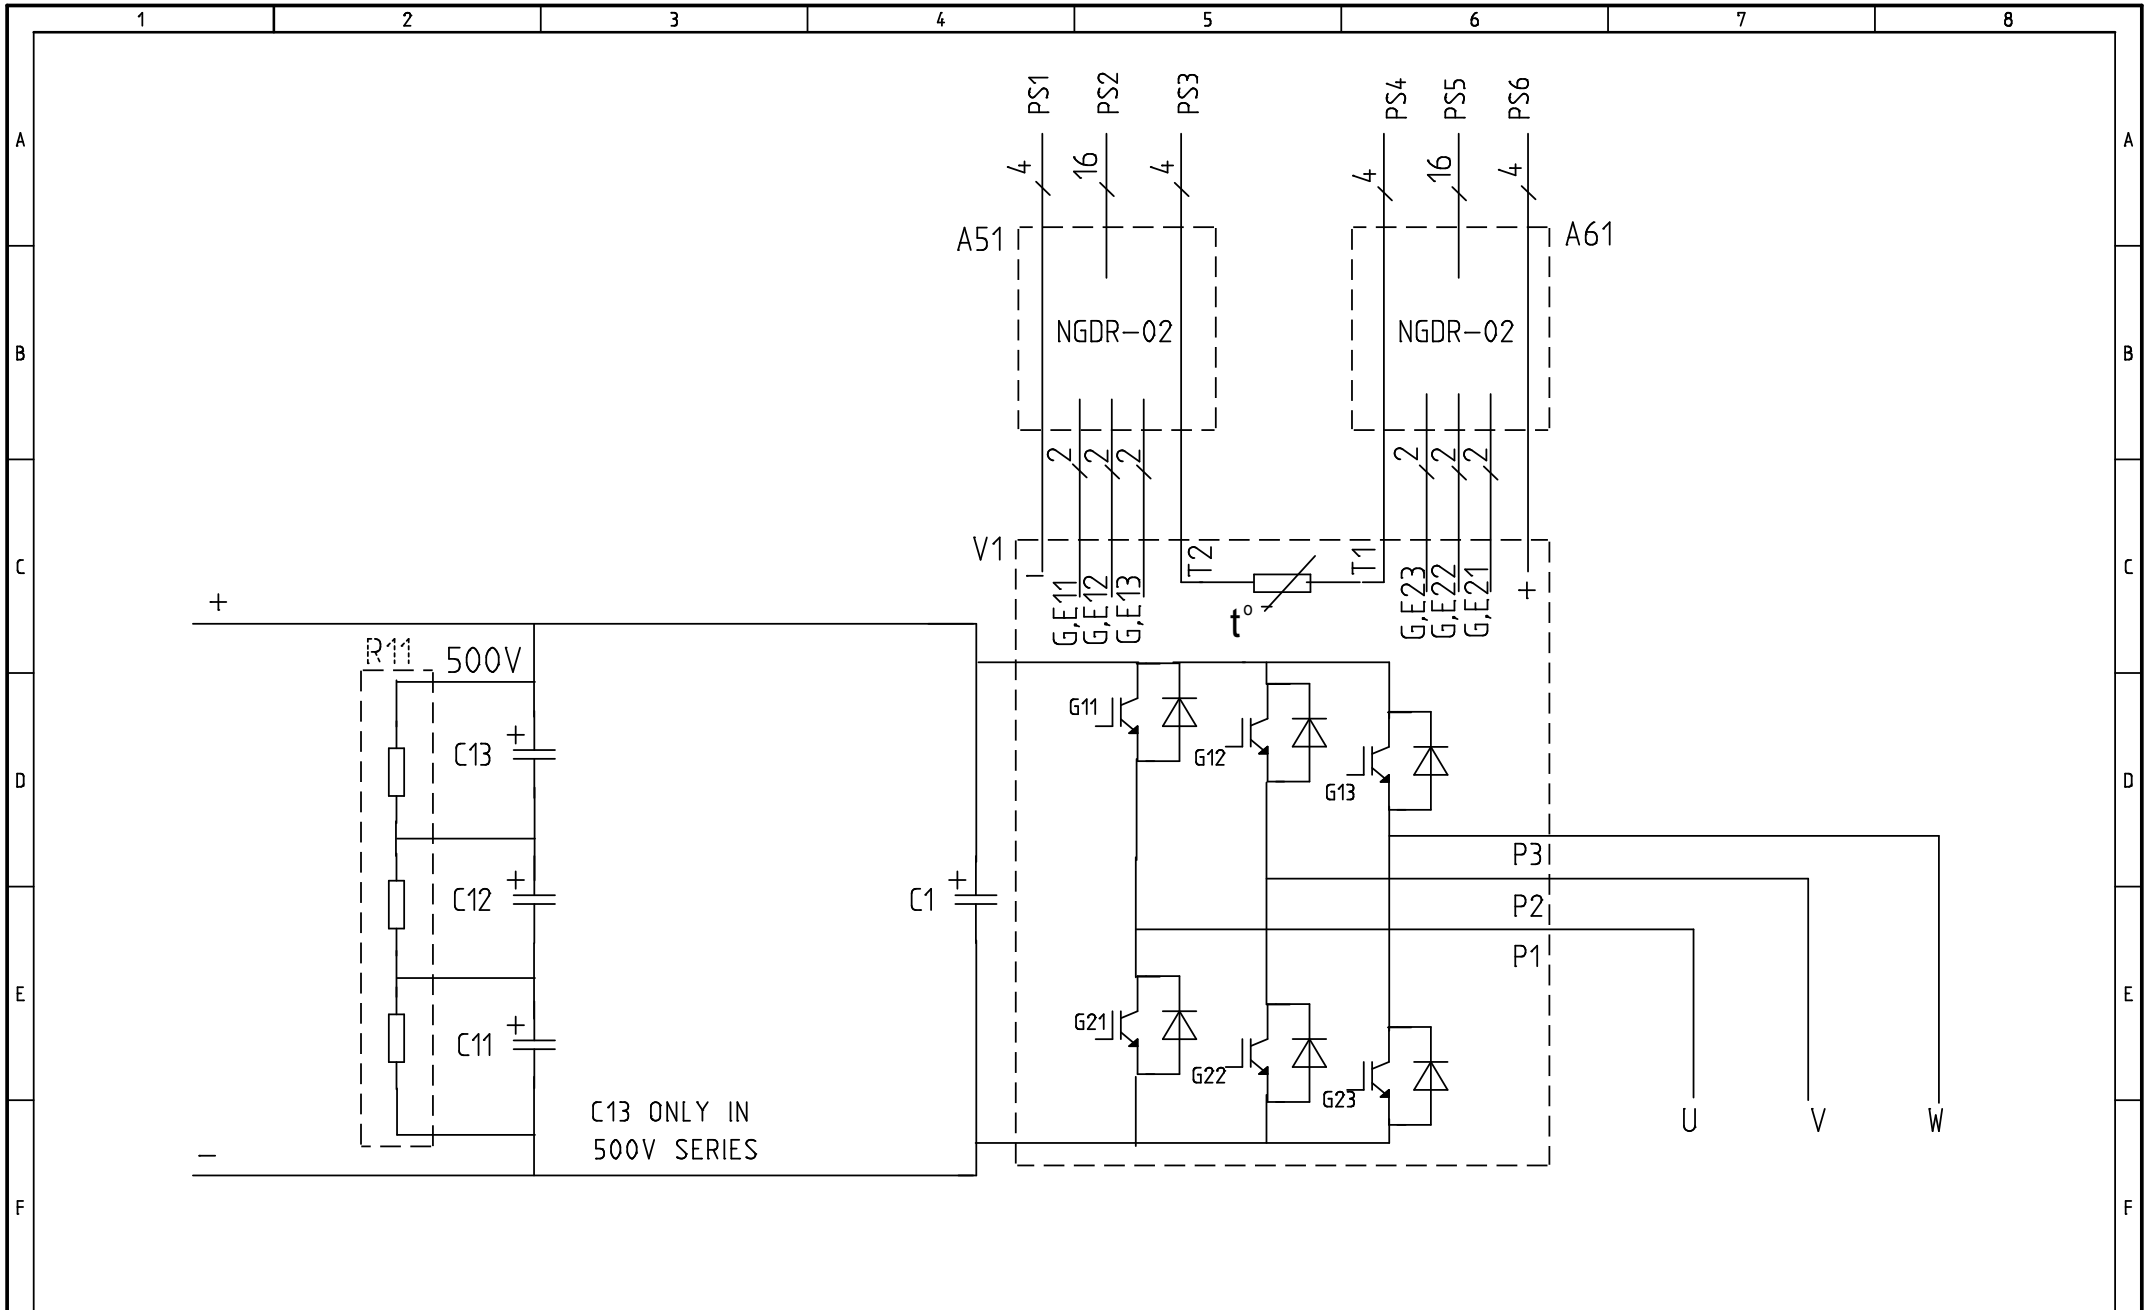 1 2 3 4 5 6 7 8
PS1 PS2 PS3 PS4 PS5 PS6
A A
4 16 4 4 16 4
A51 A61
NGDR-02 NGDR-02
B B
2 2 2 2 2 2
V1
T2 T1
C C
- G,E11 G,E12 G,E13 G,E23 G,E22 G,E21 +
t° -
+
R11 500V
G11
G12
C13 +
D D
G13
P3
C12 + C1 +
P2
P1
E E
G21
C11 +
G22
G23
C13 ONLY IN
500V SERIES
U V W
-
F F